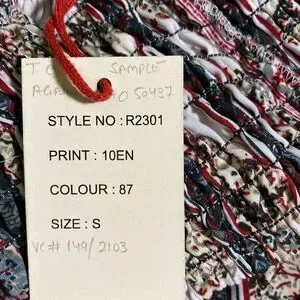 SAMPLE
050437
STYLE NO : R2301
PRINT : 10EN
COLOUR : 87
SIZE : S
VC# 149/2103